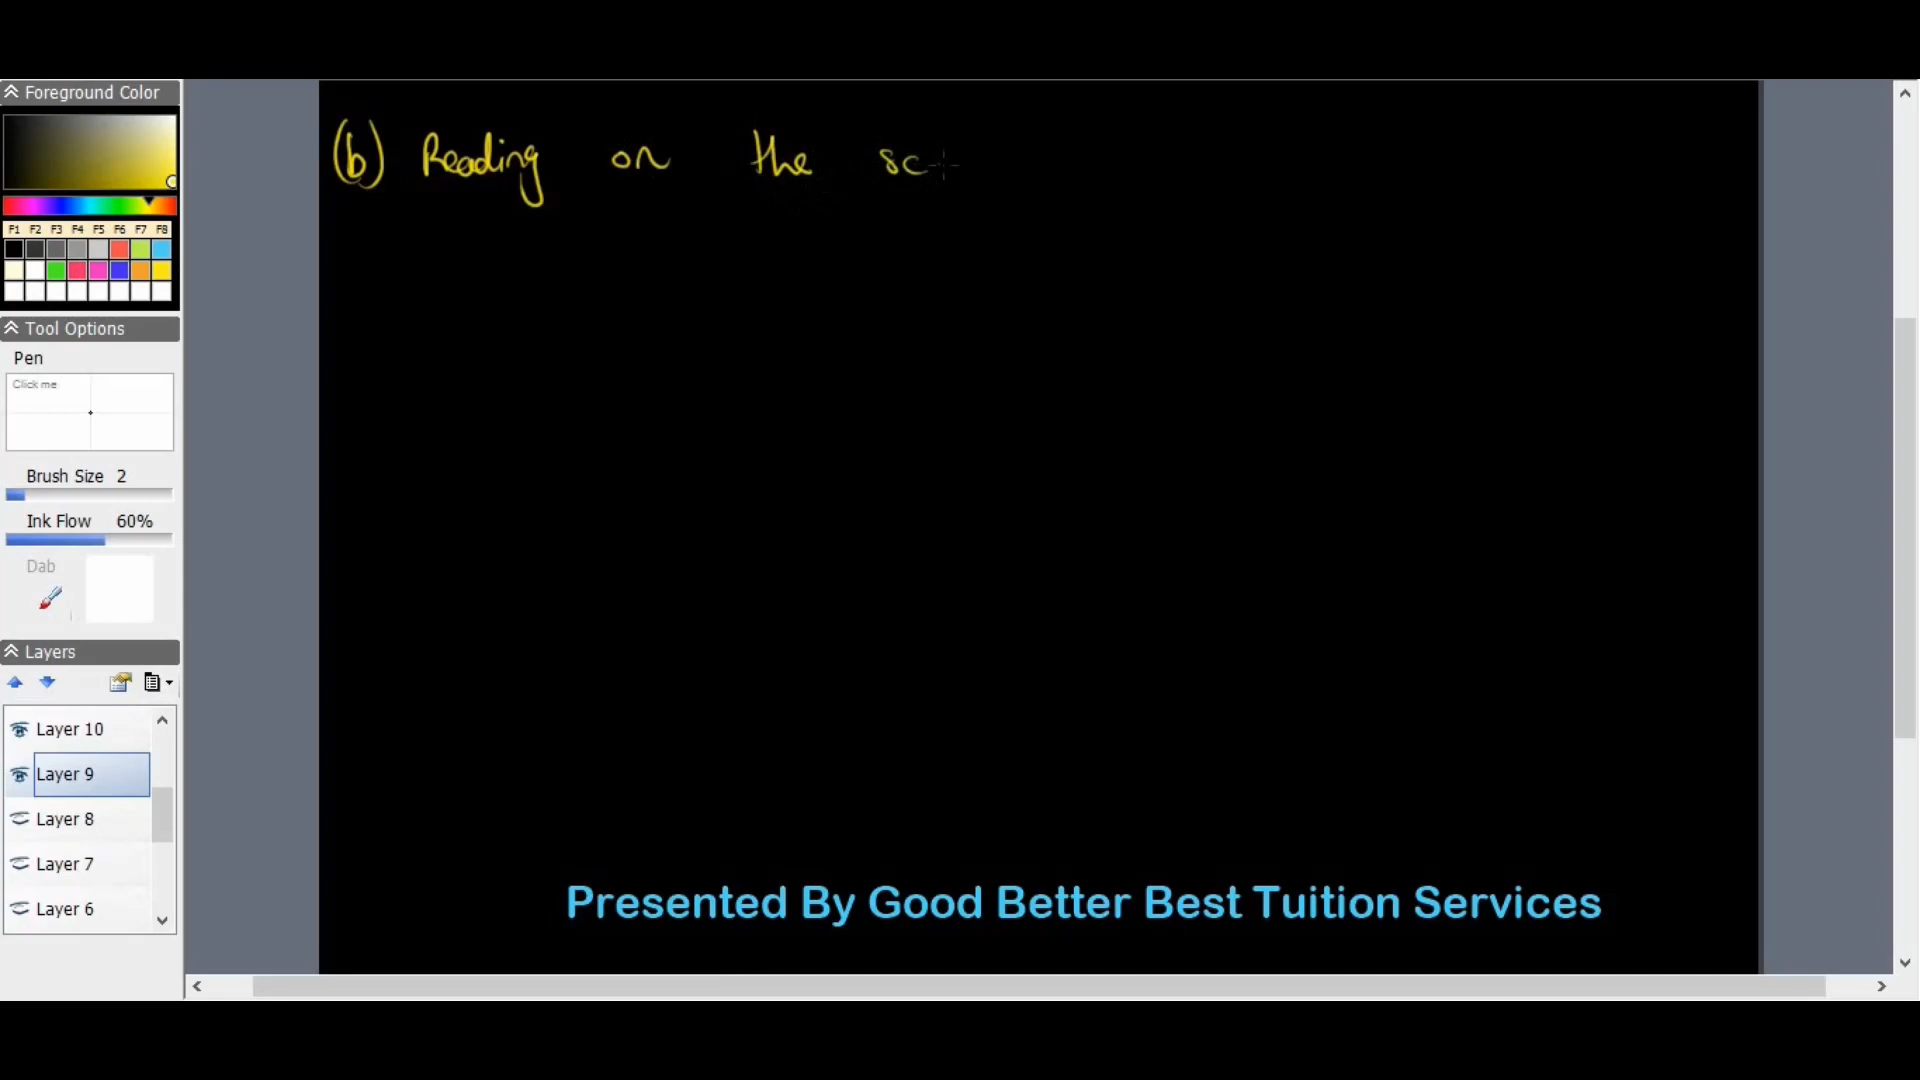 Foreground Color
F1 F2 F3 F4 F5 F6 F7 F8
Tool Options
Pen
Click me
Brush Size 2
Ink Flow 60%
Dab
Layers
Layer 10
Layer 9
Layer 8
Layer 7
Layer 6
(b) Reading on the sc
Presented By Good Better Best Tuition Services